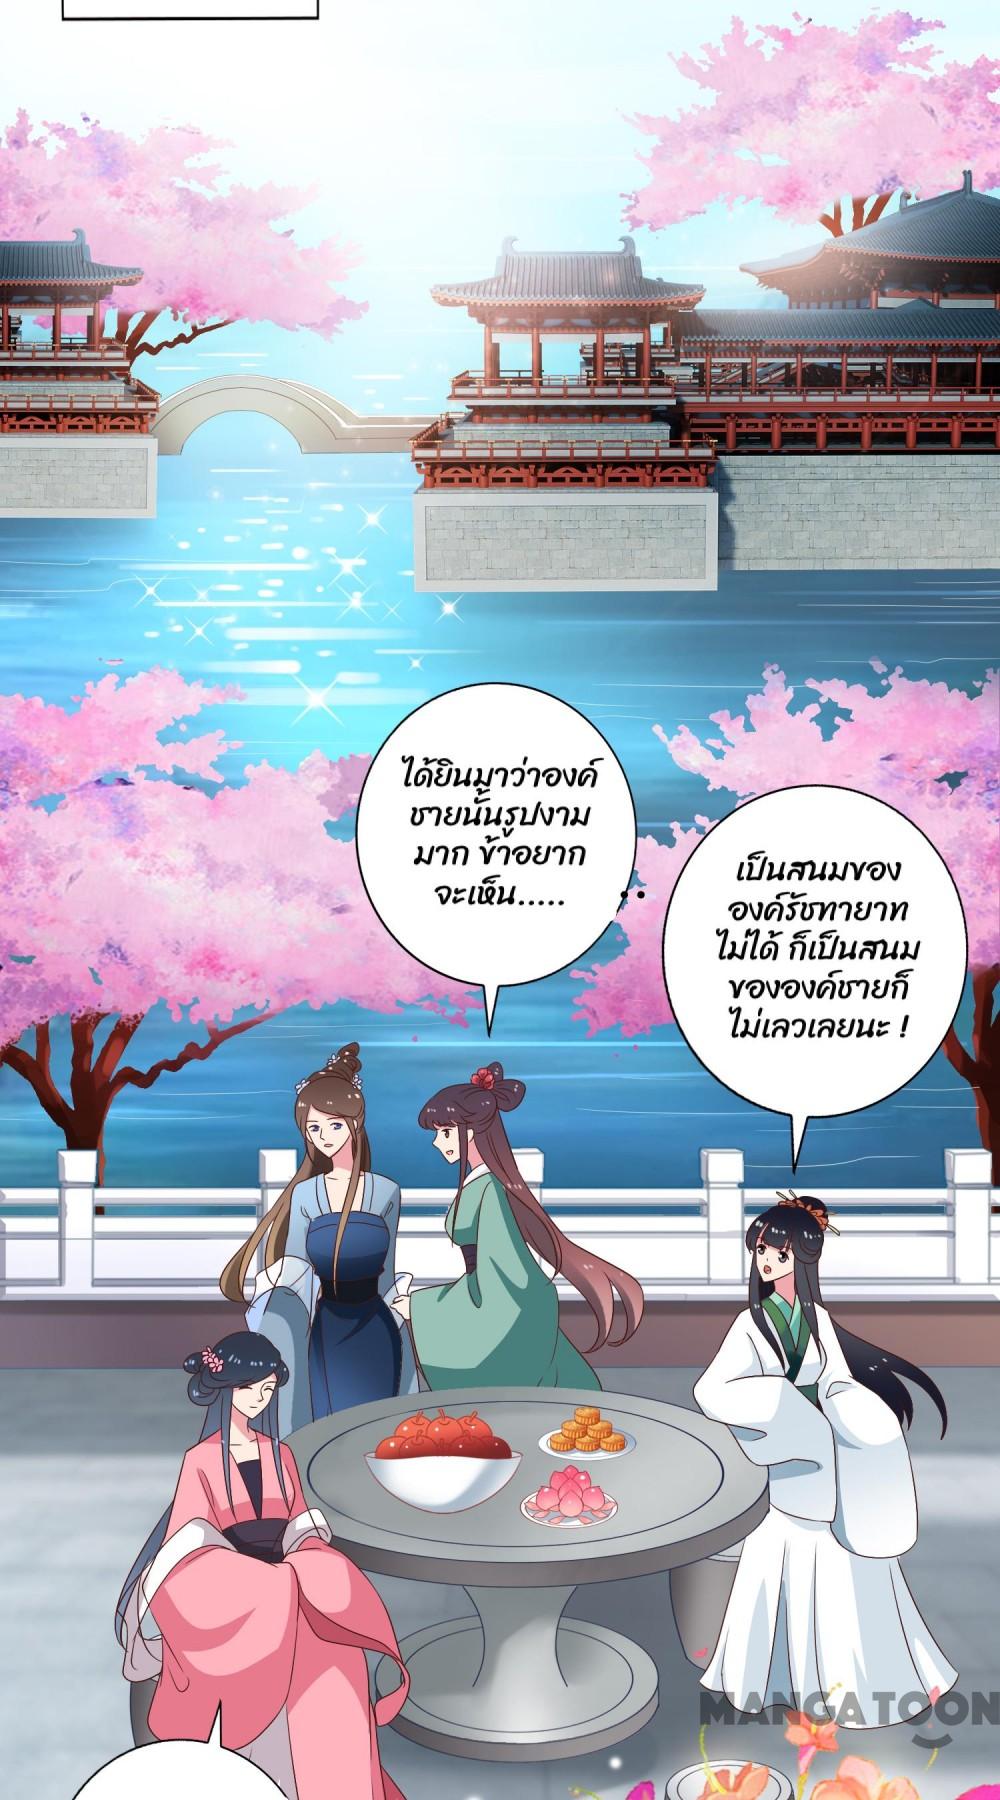 ได้ยินมาว่าองค์
ชายนั้นรูปงาม
มาก ข้าอยาก
จะเห็น.....
เป็นสนมของ
องค์รัชทายาท
ไม่ได้ ก็เป็นสนม
ขององค์ชายก็
ไม่เลวเลยนะ !
MANGATOON